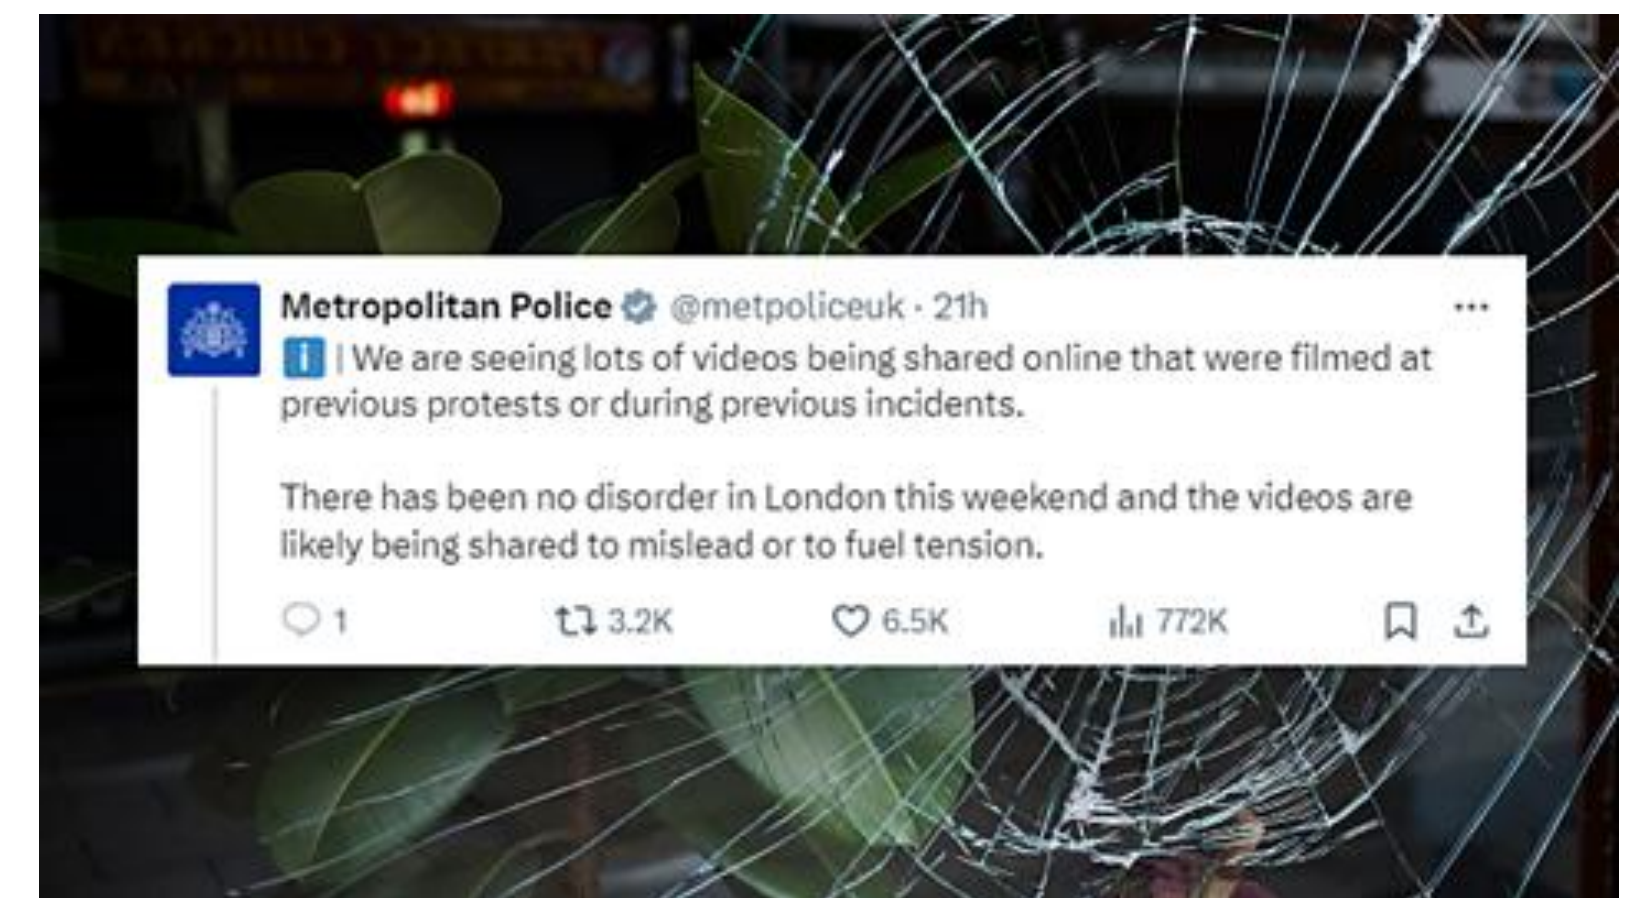 Metropolitan Police @metpoliceuk · 21h
ℹ️ | We are seeing lots of videos being shared online that were filmed at
previous protests or during previous incidents.
There has been no disorder in London this weekend and the videos are
likely being shared to mislead or to fuel tension.
1 3.2K 6.5K 772K